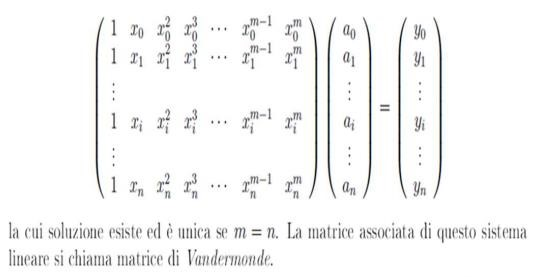 1 x_0 x_0^2 x_0^3 ⋯ x_0^{m-1} x_0^m a_0 y_0
1 x_1 x_1^2 x_1^3 ⋯ x_1^{m-1} x_1^m a_1 y_1
⋮ ⋮ ⋮
1 x_i x_i^2 x_i^3 ⋯ x_i^{m-1} x_i^m a_i = y_i
⋮ ⋮ ⋮
1 x_n x_n^2 x_n^3 ⋯ x_n^{m-1} x_n^m a_n y_n
la cui soluzione esiste ed è unica se m = n. La matrice associata di questo sistema
lineare si chiama matrice di Vandermonde.